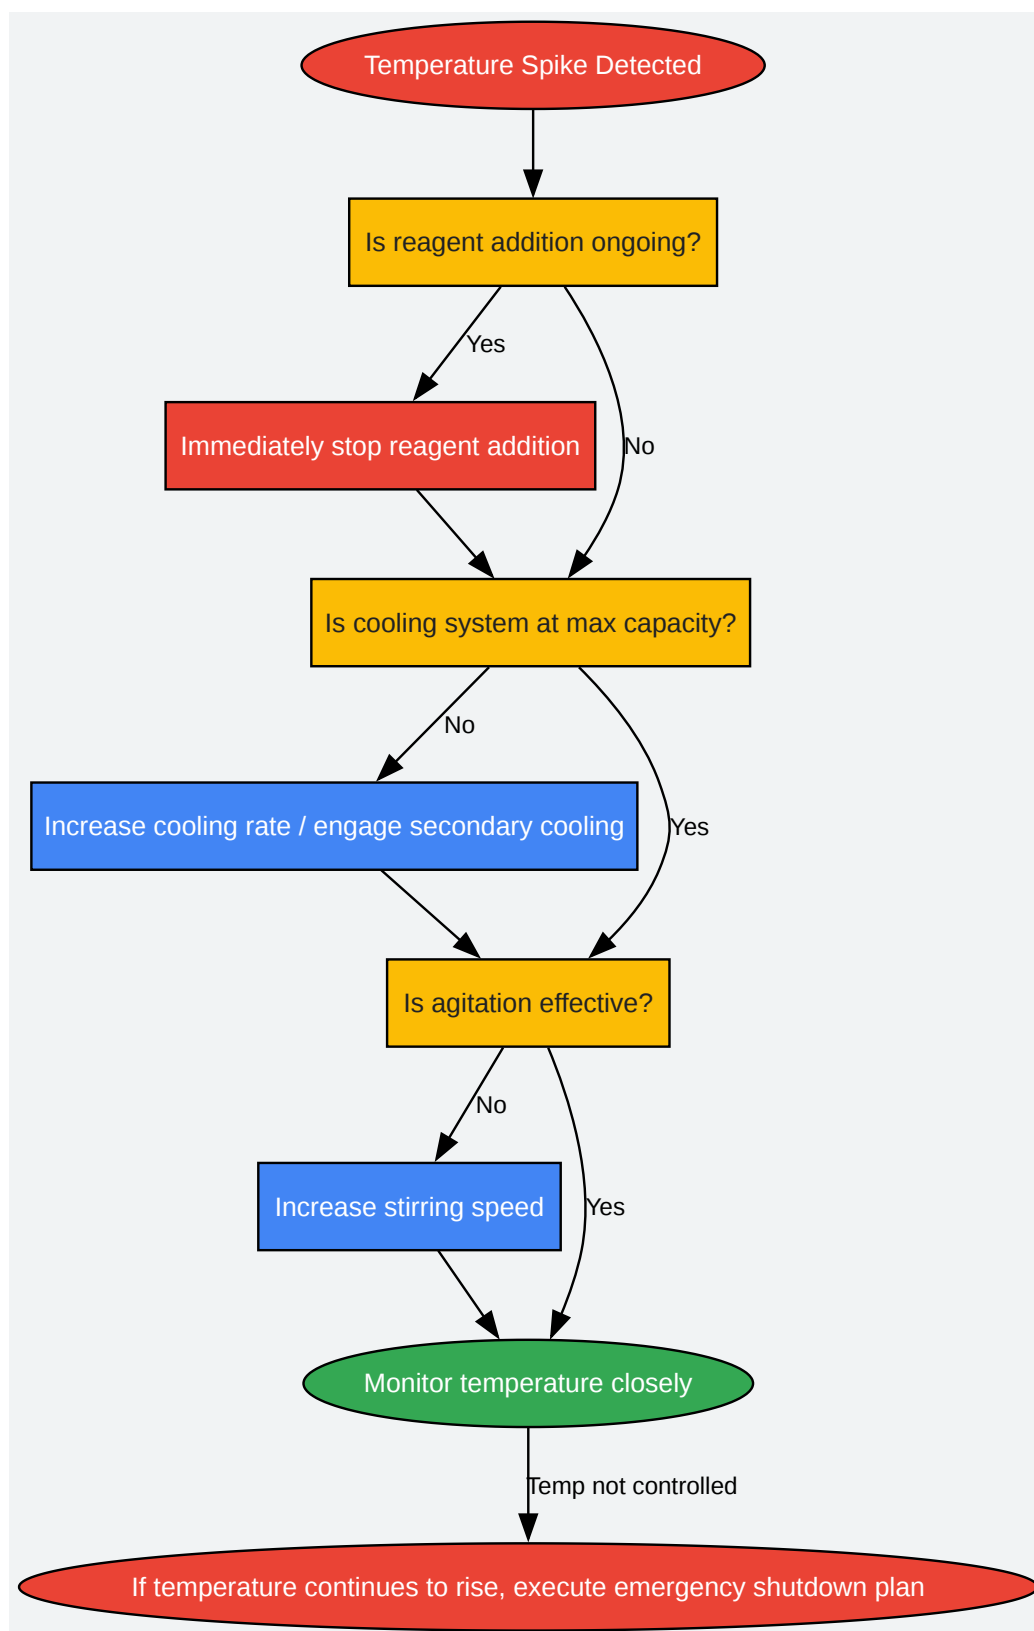 Temperature Spike Detected
Is reagent addition ongoing?
Yes
Immediately stop reagent addition
No
Is cooling system at max capacity?
No
Increase cooling rate / engage secondary cooling
Yes
Is agitation effective?
No
Increase stirring speed
Yes
Monitor temperature closely
Temp not controlled
If temperature continues to rise, execute emergency shutdown plan